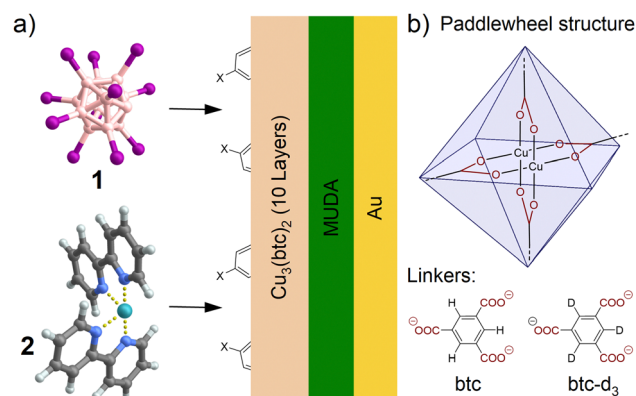 a)
1
2
X
X
X
X
Cu3(btc)2 (10 Layers)
MUDA
Au
b) Paddlewheel structure
O
O
O
O
Cu
Cu
O
O
O
O
Linkers:
H
COO⊖
⊖OOC
H
H
COO⊖
btc
D
COO⊖
⊖OOC
D
D
COO⊖
btc-d3